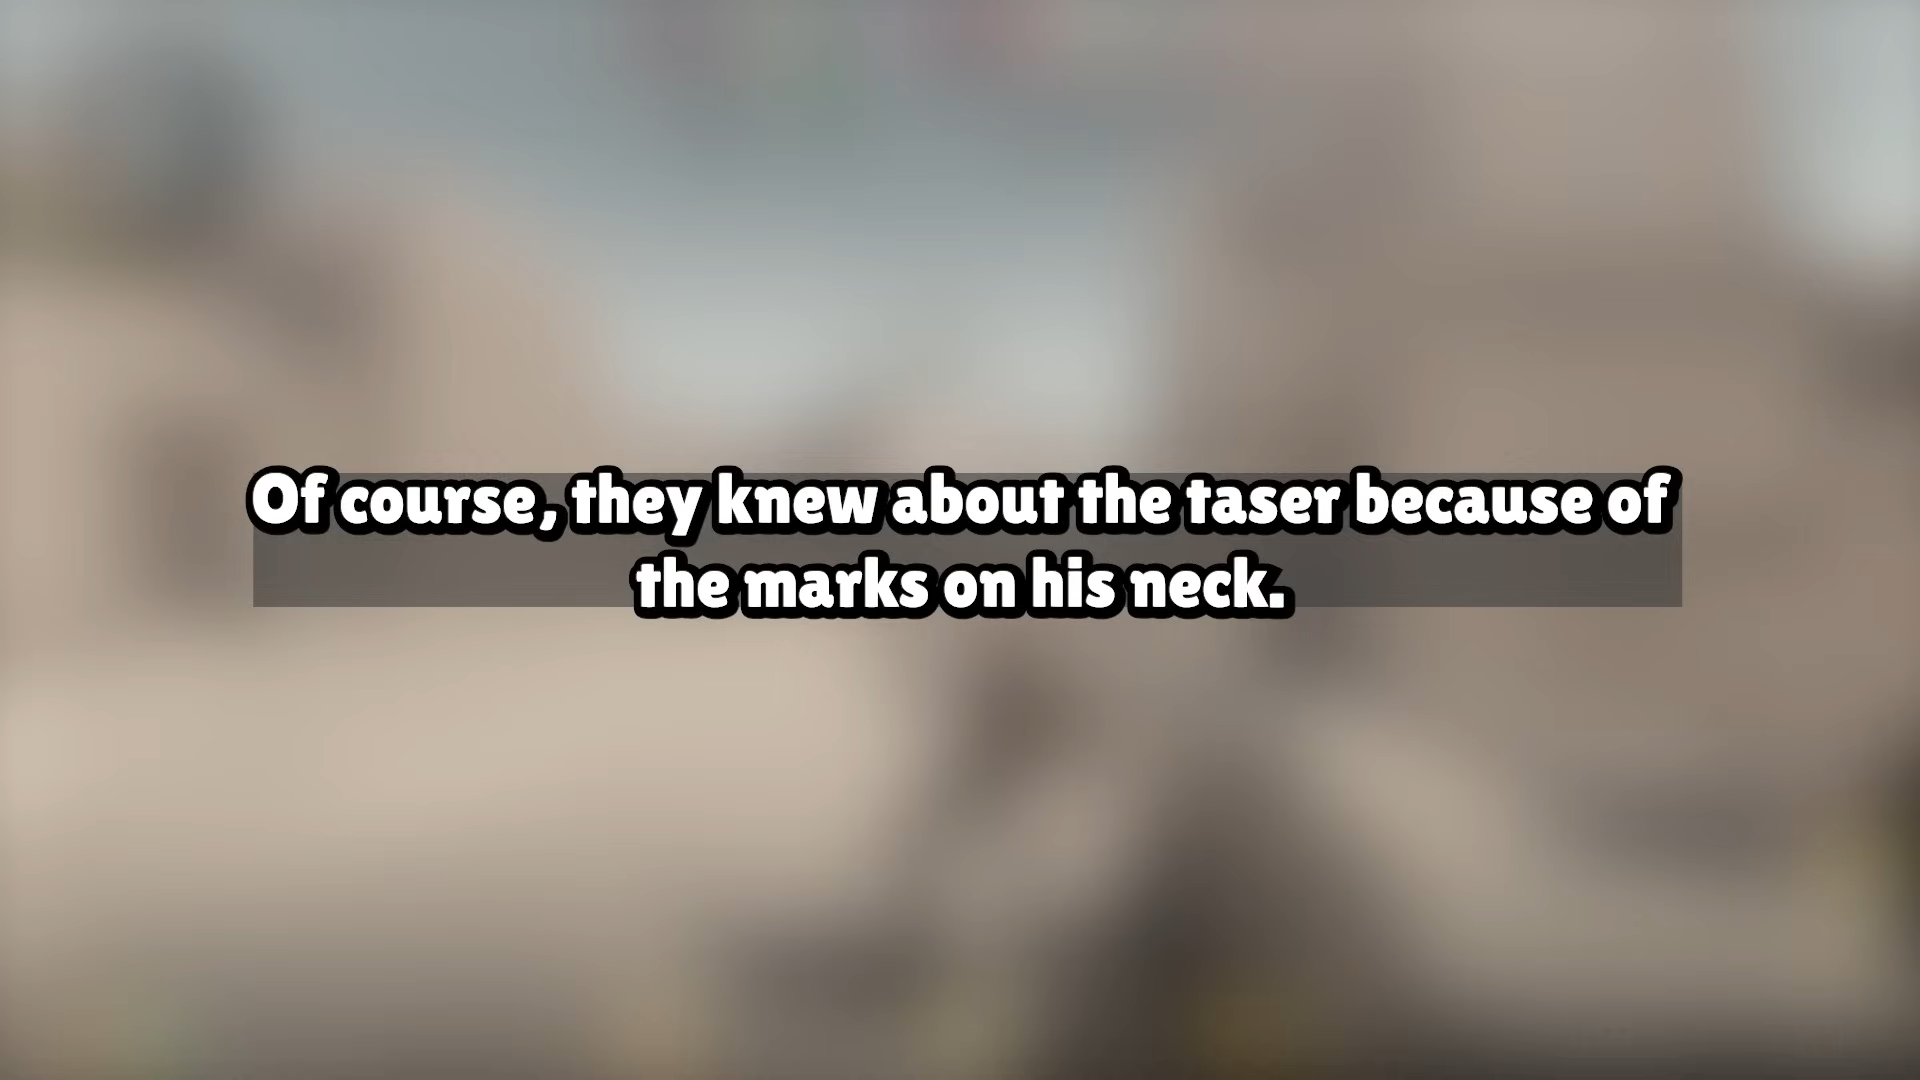 Of course, they knew about the taser because of
the marks on his neck.